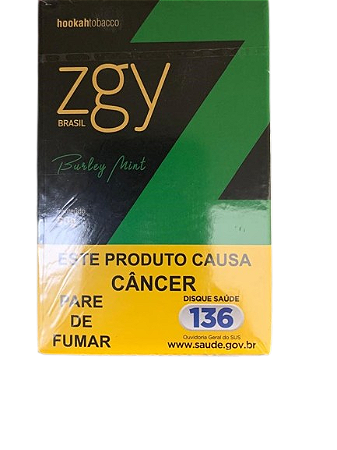 hookahtobacco
zgy
BRASIL
Burley Mint
ESTE PRODUTO CAUSA
CÂNCER
PARE
DE
FUMAR
DISQUE SAÚDE
136
Ouvidoria Geral do SUS
www.saude.gov.br